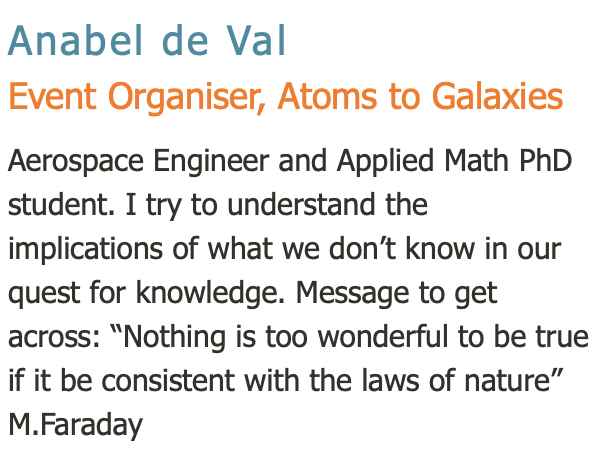 Anabel de Val
Event Organiser, Atoms to Galaxies
Aerospace Engineer and Applied Math PhD
student. I try to understand the
implications of what we don’t know in our
quest for knowledge. Message to get
across: “Nothing is too wonderful to be true
if it be consistent with the laws of nature”
M.Faraday